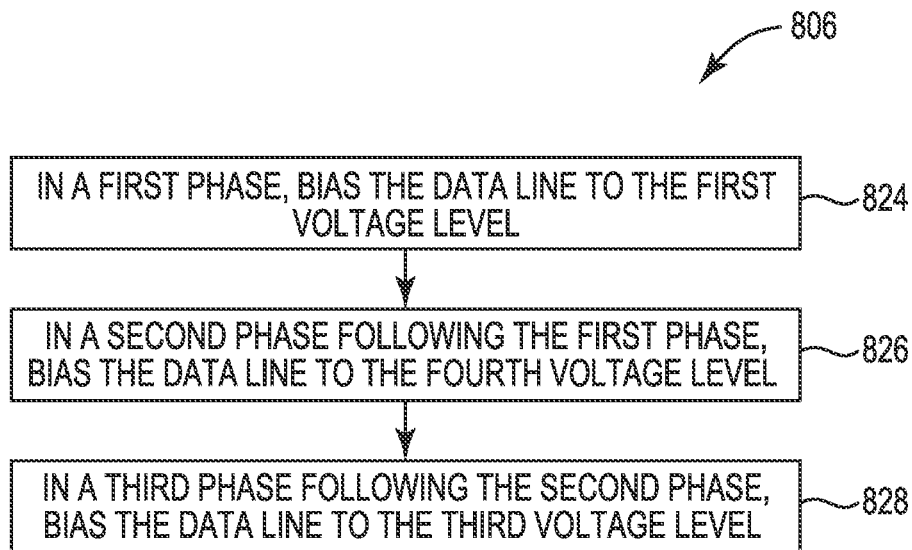 806
IN A FIRST PHASE, BIAS THE DATA LINE TO THE FIRST
VOLTAGE LEVEL
824
IN A SECOND PHASE FOLLOWING THE FIRST PHASE,
BIAS THE DATA LINE TO THE FOURTH VOLTAGE LEVEL
826
IN A THIRD PHASE FOLLOWING THE SECOND PHASE,
BIAS THE DATA LINE TO THE THIRD VOLTAGE LEVEL
828